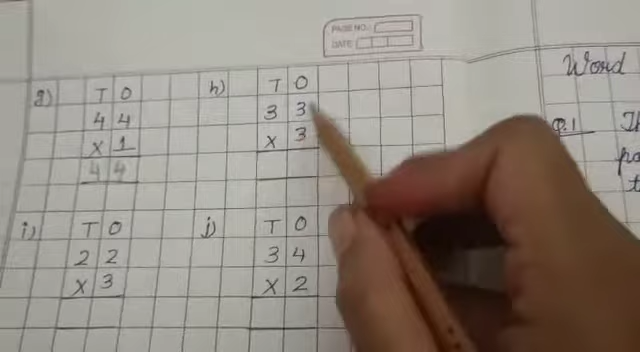 PAGE NO.:
DATE:
g) T O
4 4
x 1
4 4
h) T O
3 3
x 3
i) T O
2 2
x 3
j) T O
3 4
x 2
Word
Q.1